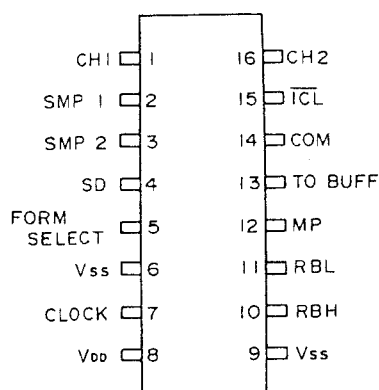 CH1 1 16 CH2
SMP 1 2 15 ICL
SMP 2 3 14 COM
SD 4 13 TO BUFF
FORM
SELECT 5 12 MP
Vss 6 11 RBL
CLOCK 7 10 RBH
VDD 8 9 Vss